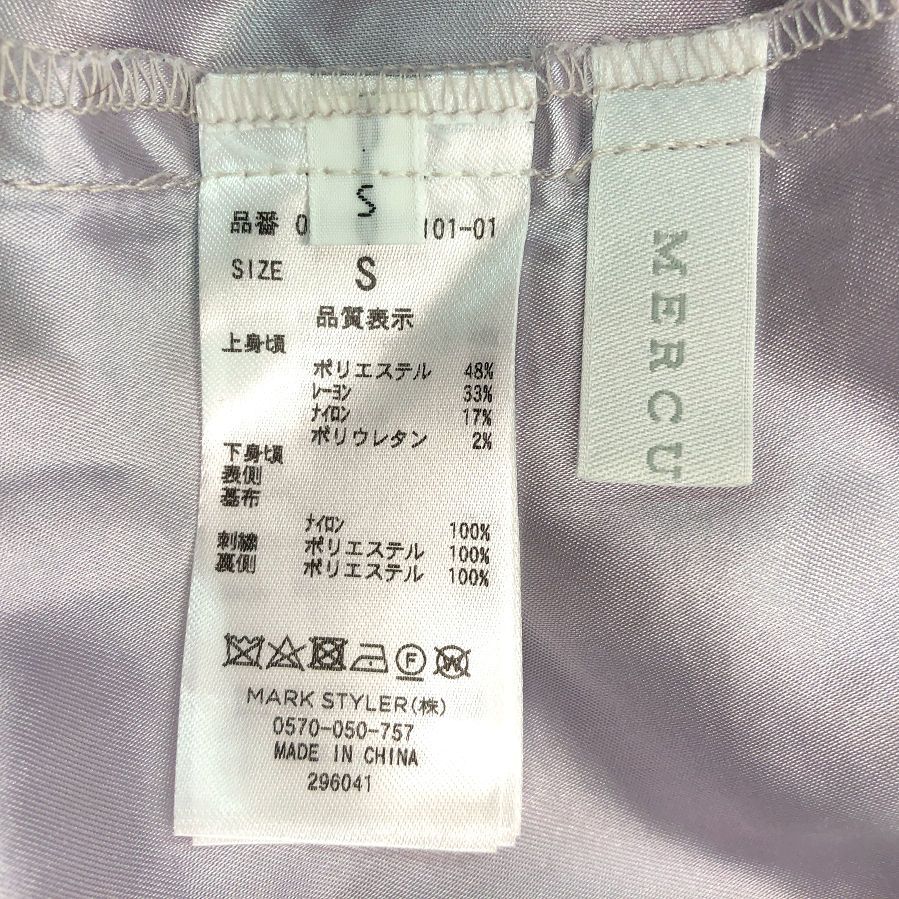 S
品番 0 101-01
SIZE S
品質表示
上身頃
ポリエステル 48%
レーヨン 33%
ナイロン 17%
ポリウレタン 2%
下身頃
表側
基布
ナイロン 100%
刺繍 ポリエステル 100%
裏側 ポリエステル 100%
MARK STYLER(株)
0570-050-757
MADE IN CHINA
296041
MERCU